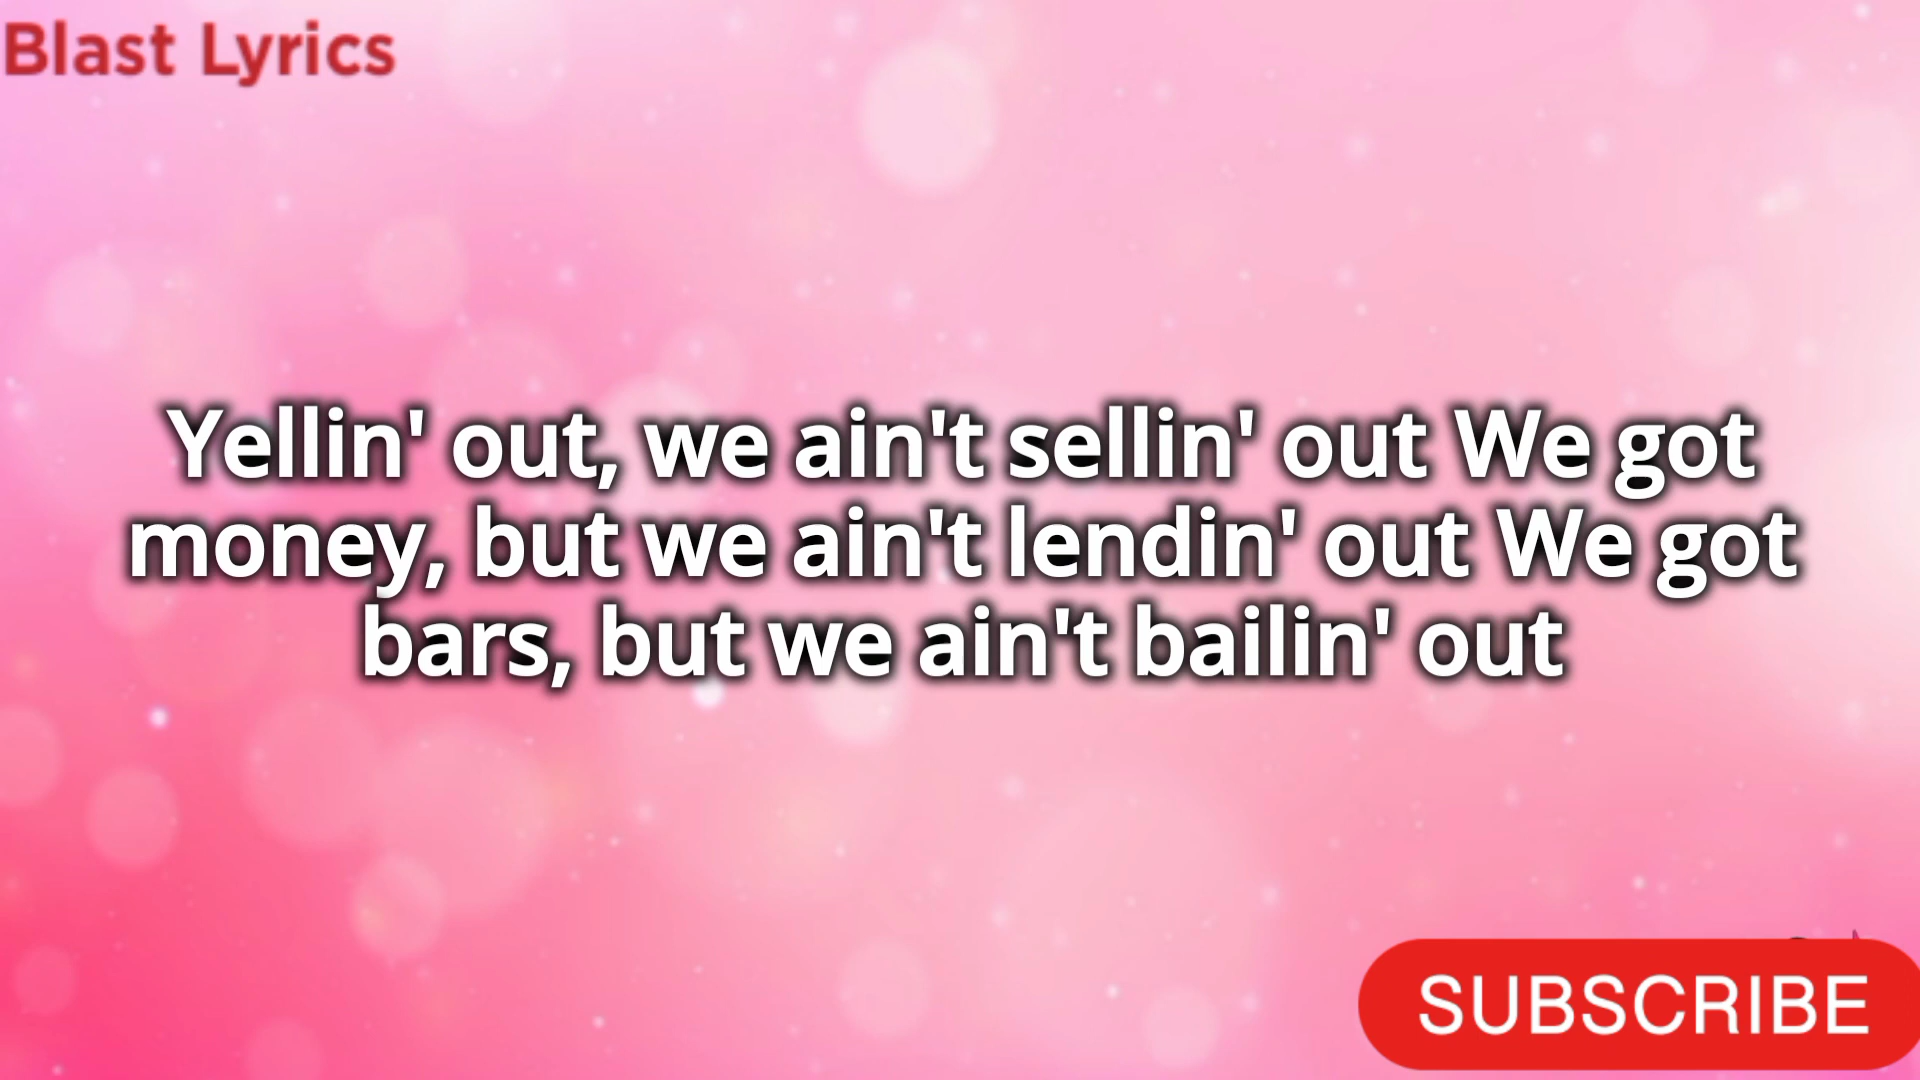 Blast Lyrics
Yellin' out, we ain't sellin' out We got
money, but we ain't lendin' out We got
bars, but we ain't bailin' out
SUBSCRIBE